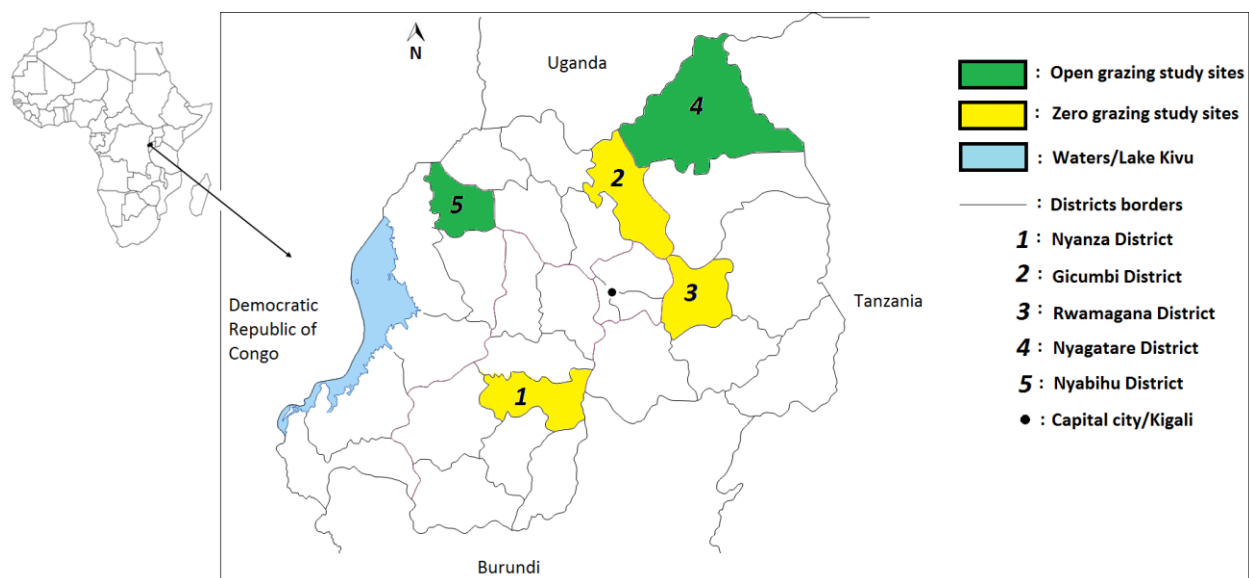 N
Uganda
4
2
5
3
Tanzania
Democratic
Republic of
Congo
1
Burundi
: Open grazing study sites
: Zero grazing study sites
: Waters/Lake Kivu
: Districts borders
1 : Nyanza District
2 : Gicumbi District
3 : Rwamagana District
4 : Nyagatare District
5 : Nyabihu District
: Capital city/Kigali